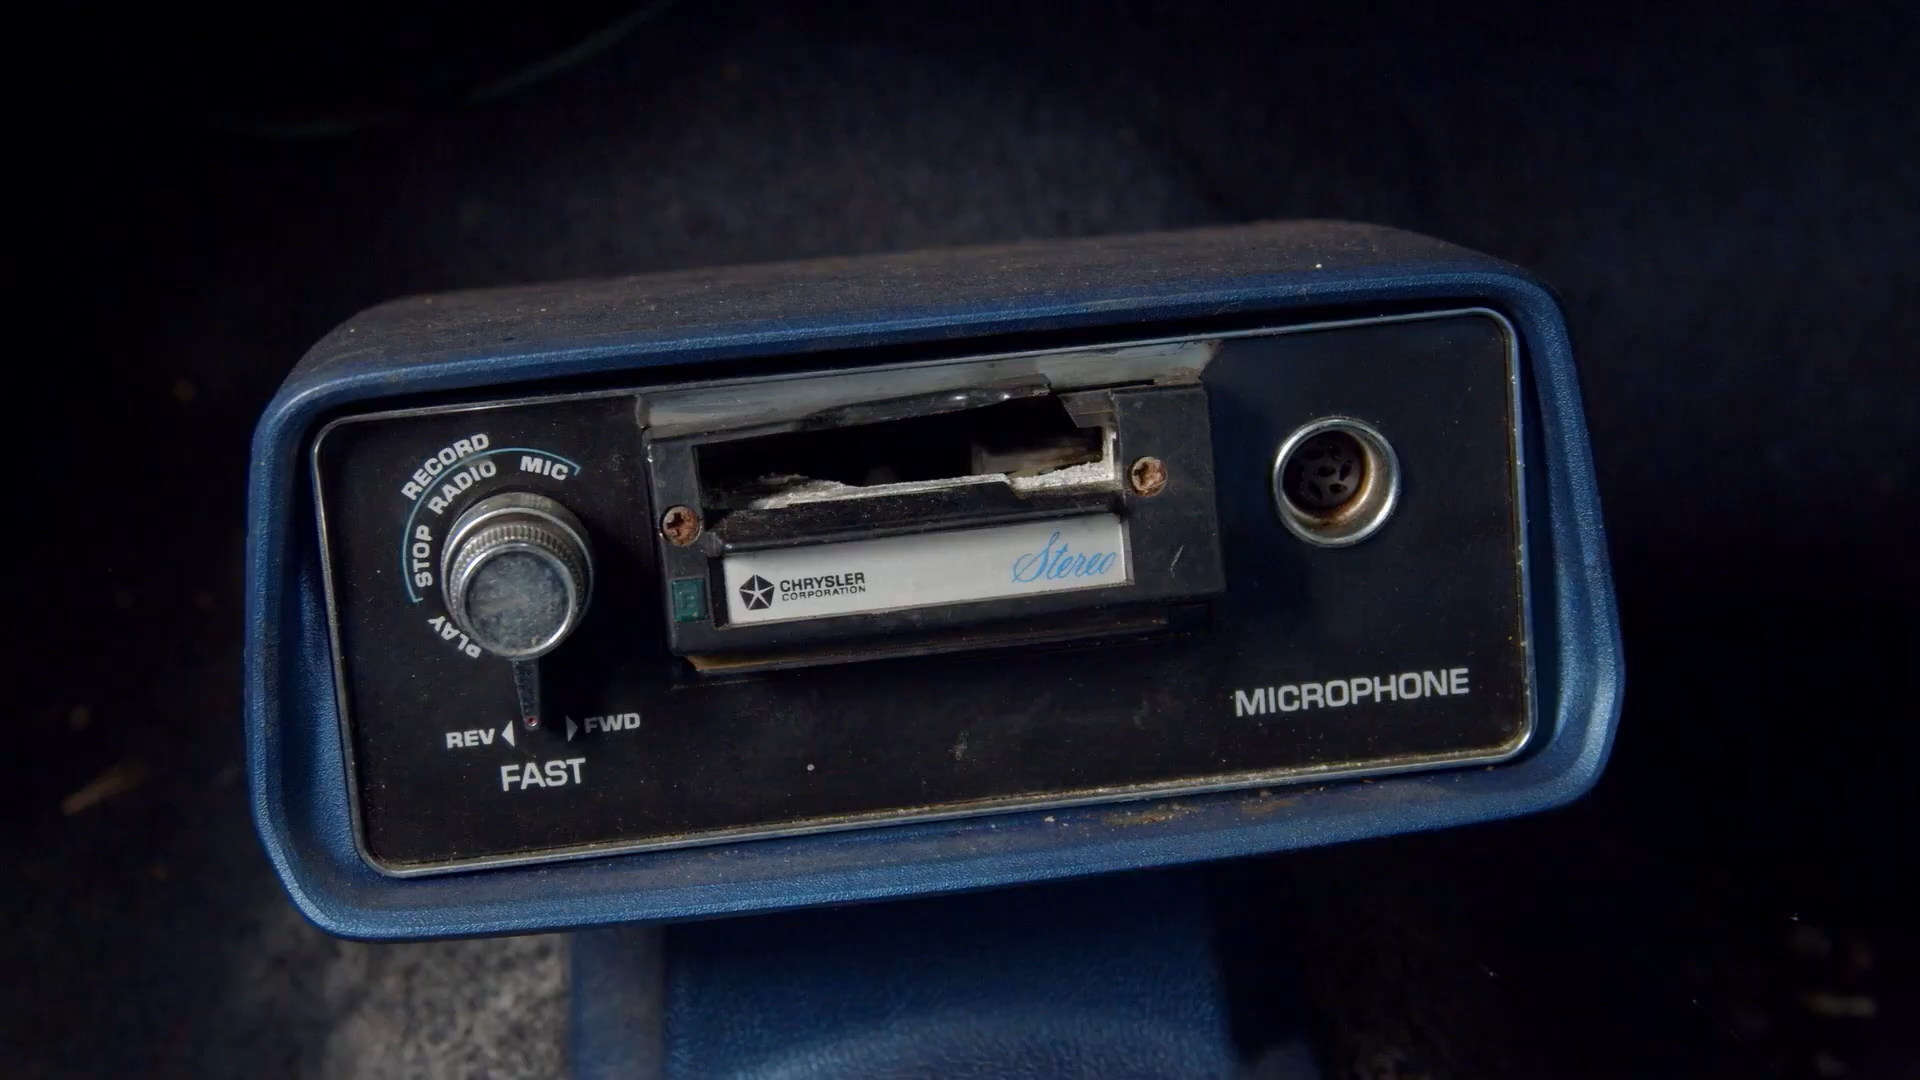 RECORD
RADIO MIC
STOP
PLAY
REV FWD
FAST
CHRYSLER
CORPORATION
Stereo
MICROPHONE